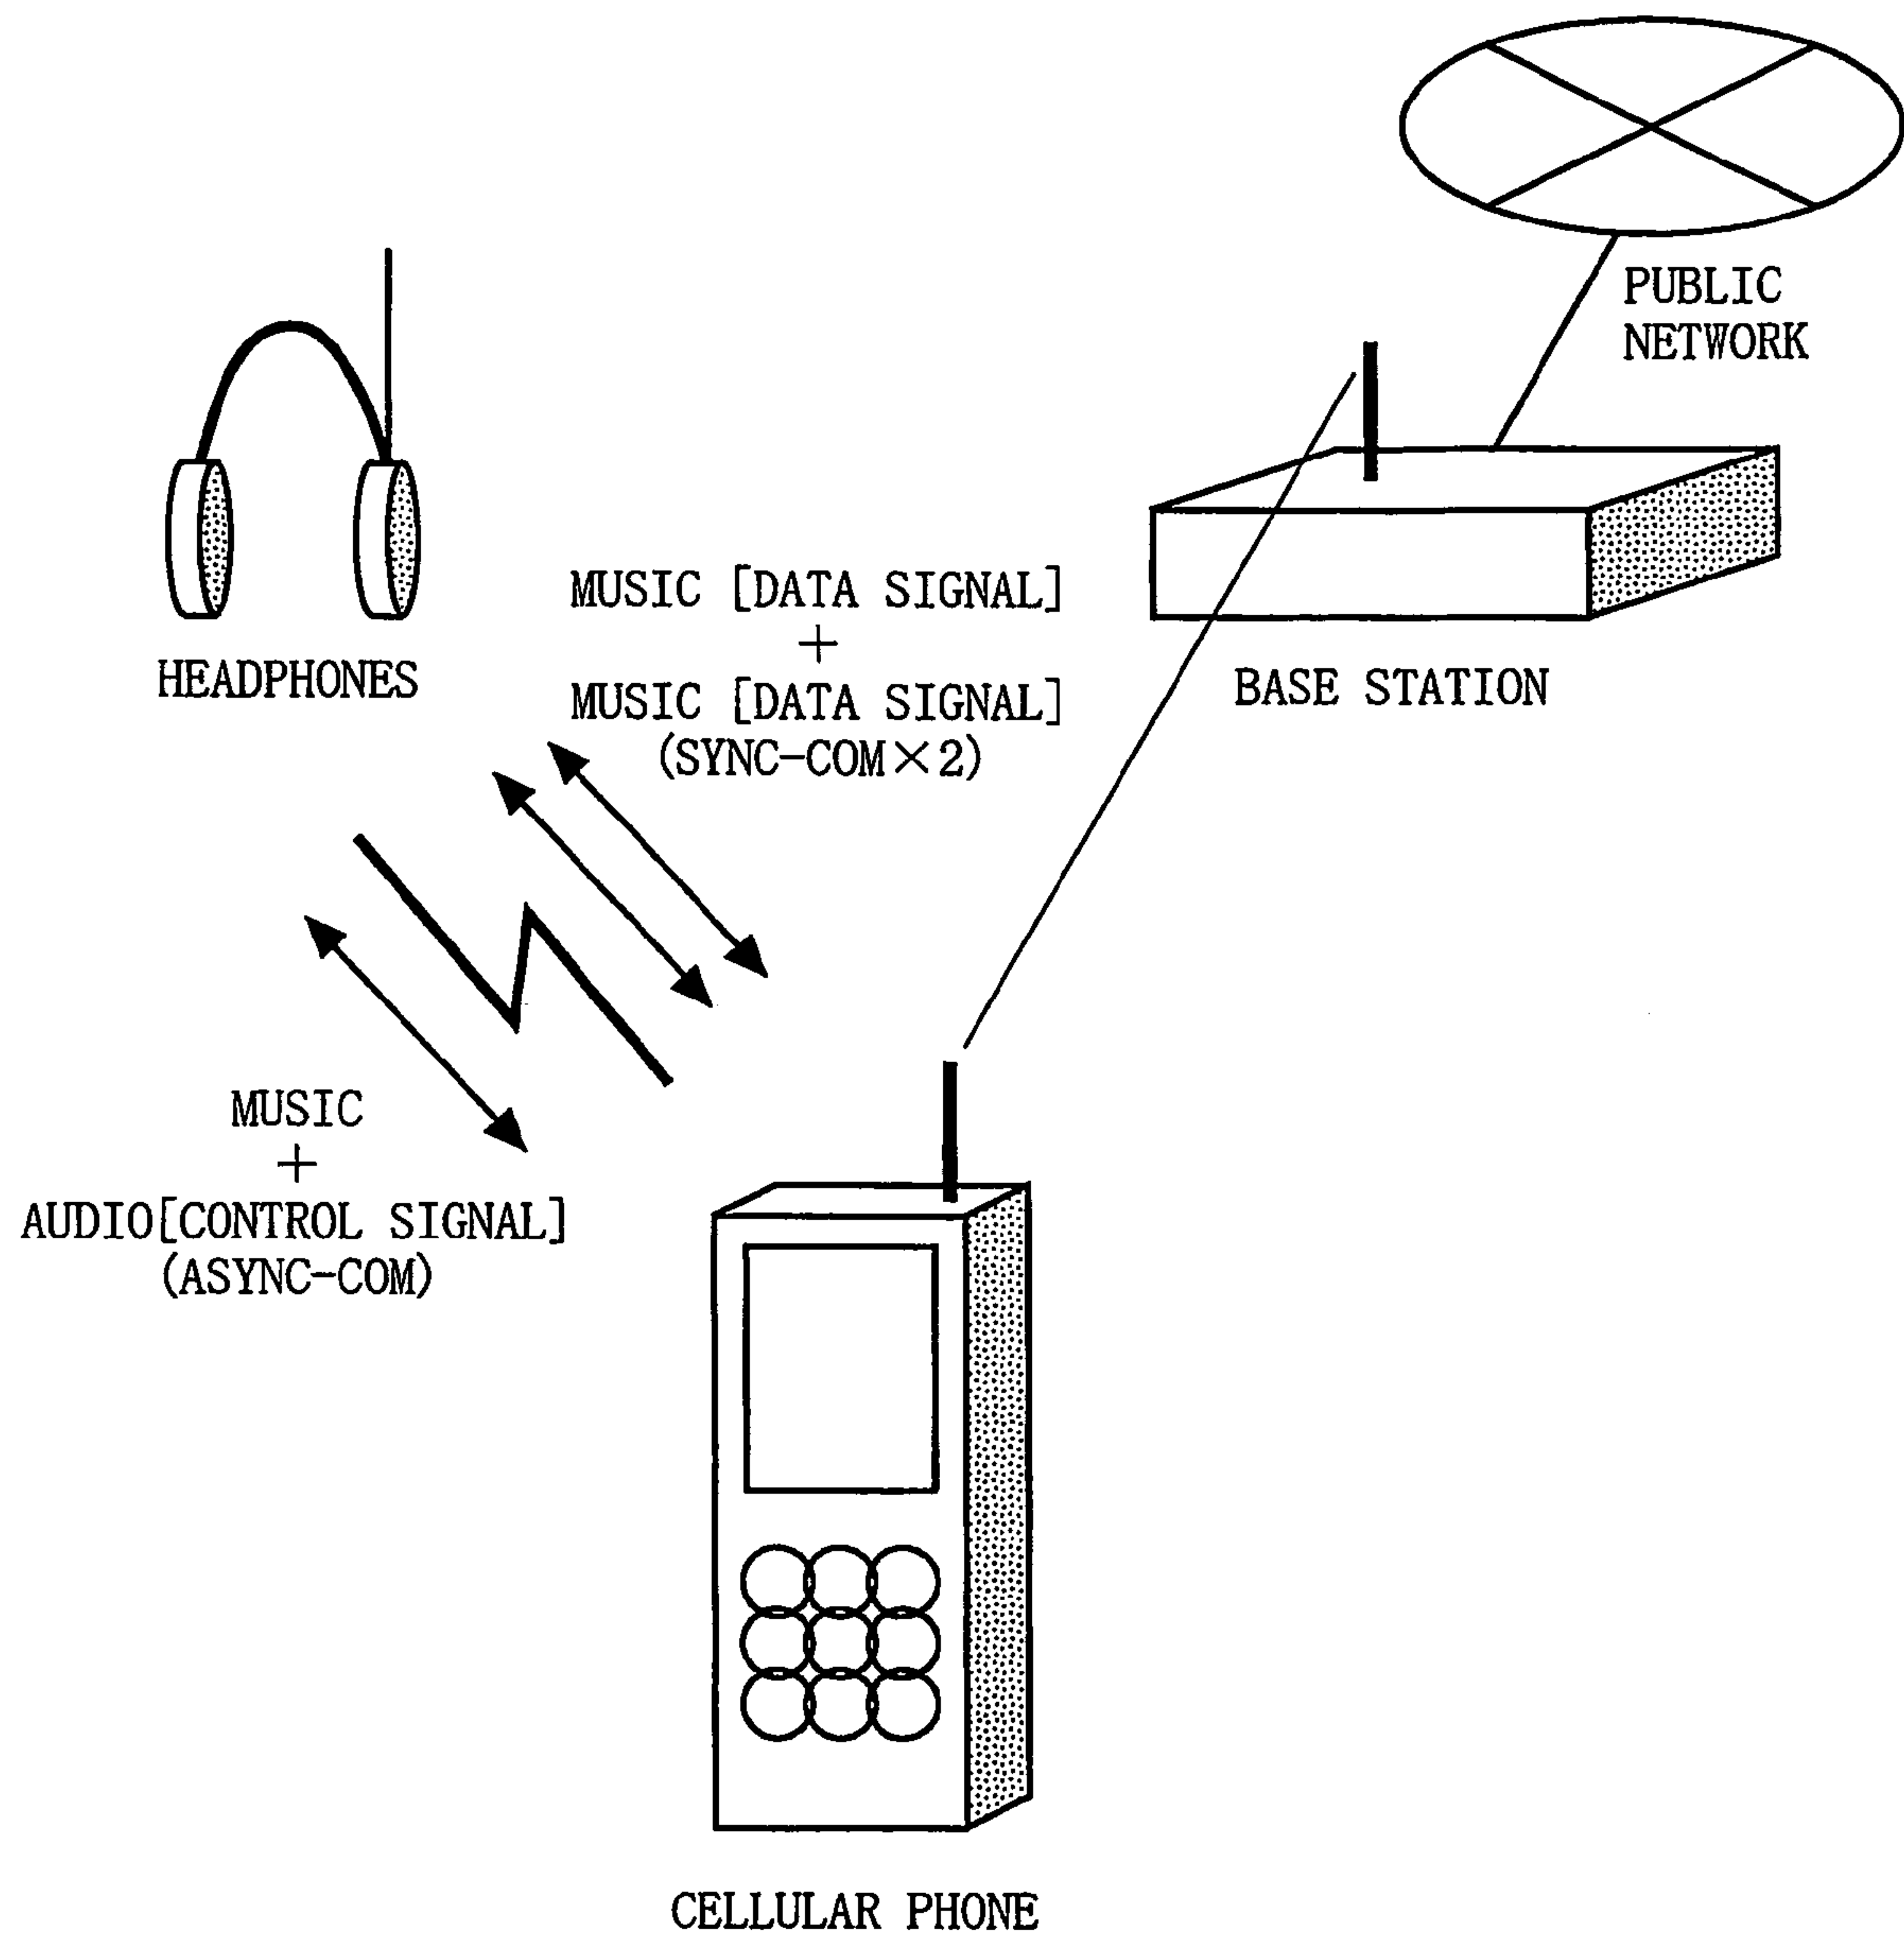 PUBLIC
NETWORK
HEADPHONES
MUSIC [DATA SIGNAL]
+
MUSIC [DATA SIGNAL]
(SYNC-COM×2)
BASE STATION
MUSIC
+
AUDIO[CONTROL SIGNAL]
(ASYNC-COM)
CELLULAR PHONE